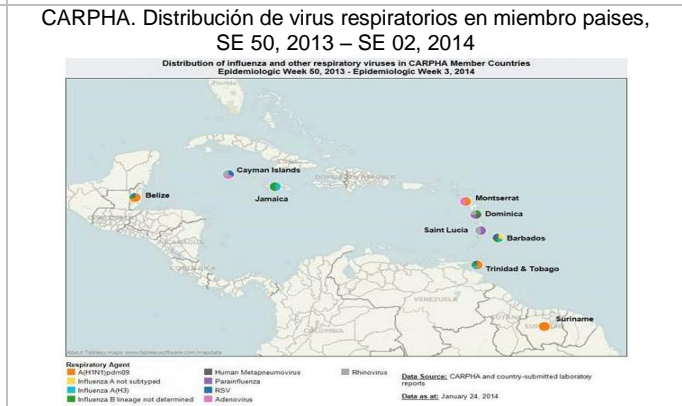 CARPHA. Distribución de virus respiratorios en miembro paises,
SE 50, 2013 – SE 02, 2014
Distribution of influenza and other respiratory viruses in CARPHA Member Countries
Epidemiologic Week 50, 2013 - Epidemiologic Week 3, 2014
Cayman Islands
Belize
Jamaica
Montserrat
Dominica
Saint Lucia
Barbados
Trinidad & Tobago
VENEZUELA
COLOMBIA
Suriname
About Tableau maps: www.tableausoftware.com/mapdata
Respiratory Agent
A(H1N1)pdm09
Influenza A not subtyped
Influenza A(H3)
Influenza B lineage not determined
Human Metapneumovirus
Parainfluenza
RSV
Adenovirus
Rhinovirus
Data Source: CARPHA and country-submitted laboratory
reports
Data as at: January 24, 2014